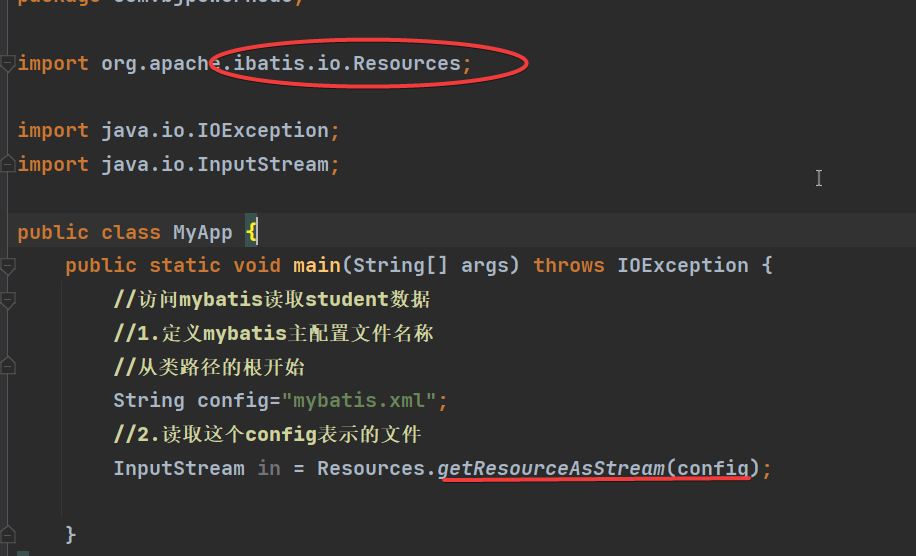 package com.bjpowernode;
import org.apache.ibatis.io.Resources;
import java.io.IOException;
import java.io.InputStream;
public class MyApp {
public static void main(String[] args) throws IOException {
//访问mybatis读取student数据
//1.定义mybatis主配置文件名称
//从类路径的根开始
String config="mybatis.xml";
//2.读取这个config表示的文件
InputStream in = Resources.getResourceAsStream(config);
}